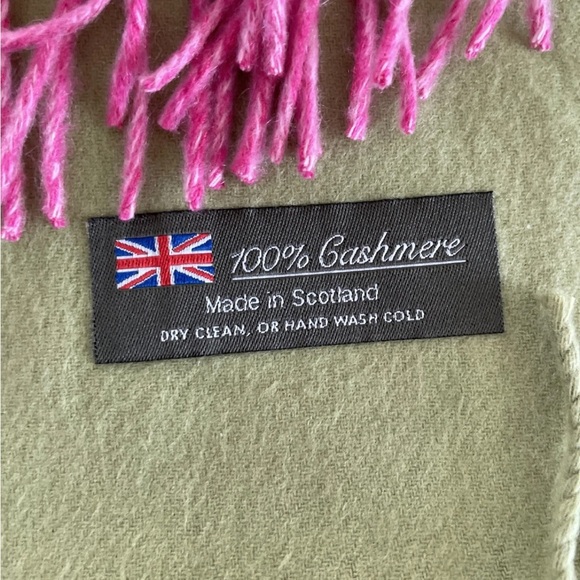 100% Cashmere
Made in Scotland
DRY CLEAN, OR HAND WASH COLD